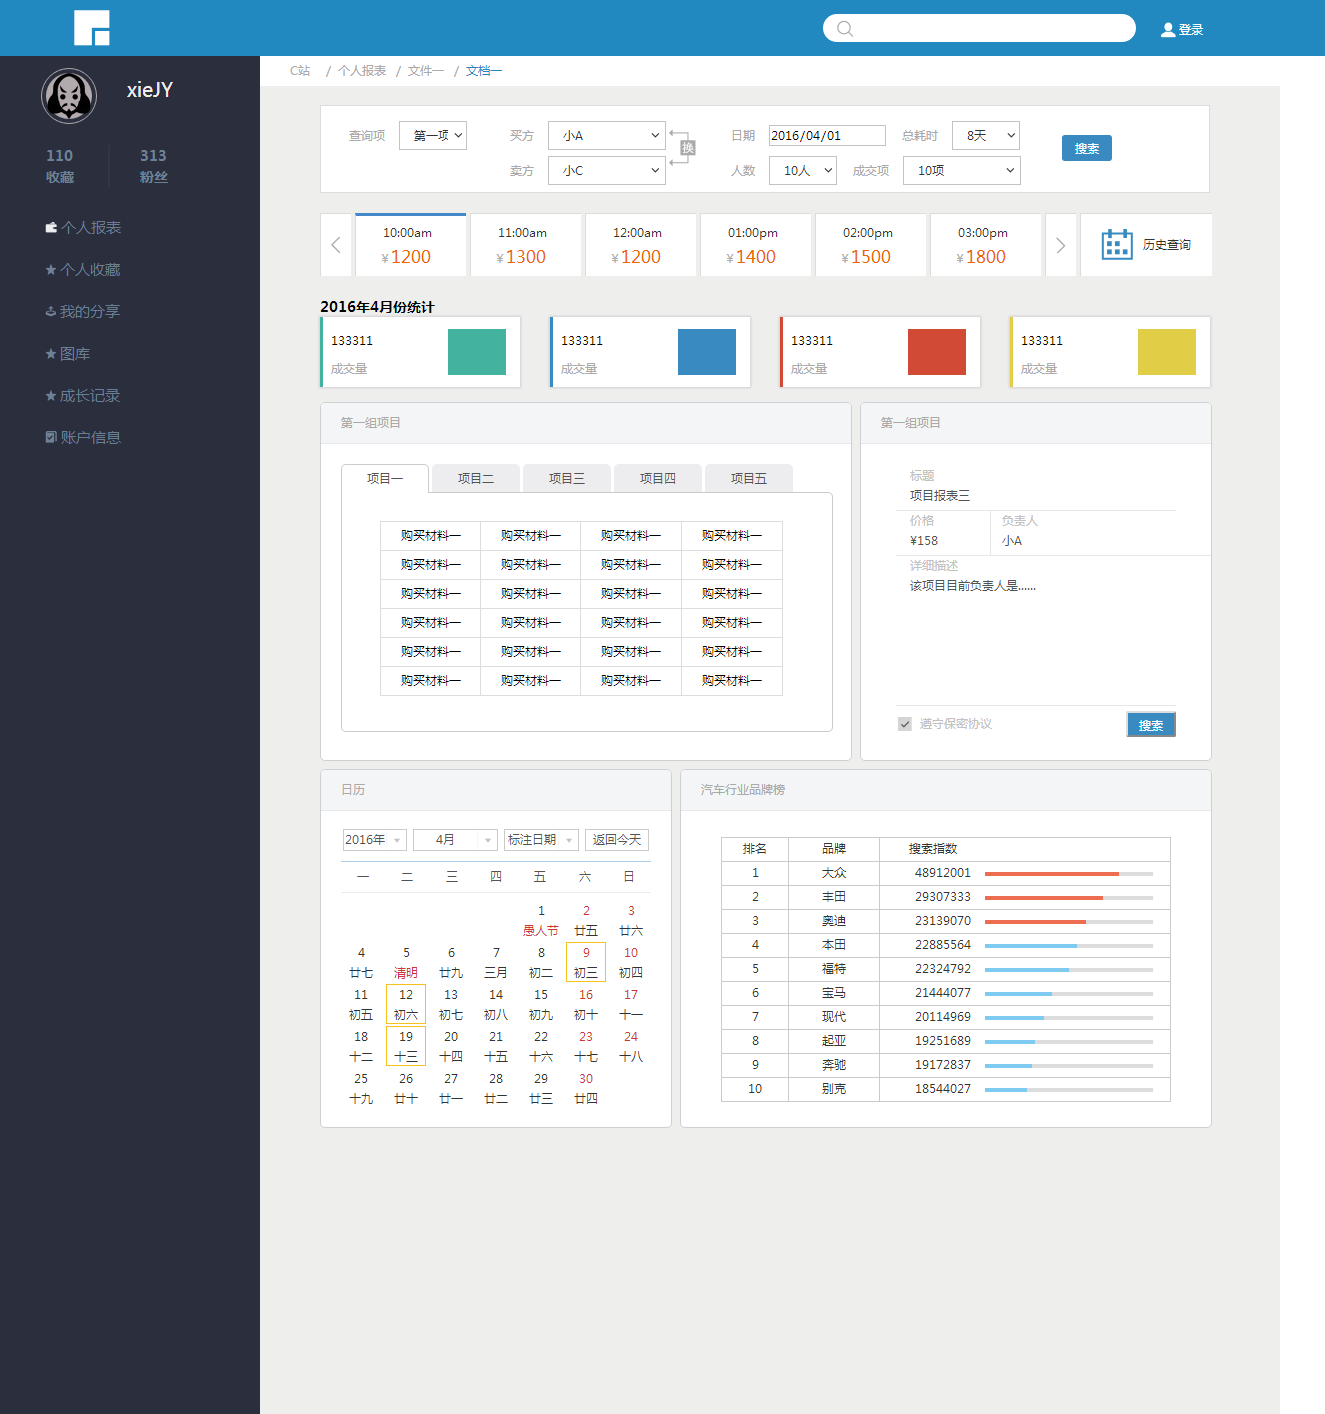 登录
xieJY
110 313
收藏 粉丝
个人报表
个人收藏
我的分享
图库
成长记录
账户信息
C站 / 个人报表 / 文件一 / 文档一
查询项 第一项 买方 小A 日期 2016/04/01 总耗时 8天
换
搜索
卖方 小C 人数 10人 成交项 10项
10:00am 11:00am 12:00am 01:00pm 02:00pm 03:00pm
历史查询
¥1200 ¥1300 ¥1200 ¥1400 ¥1500 ¥1800
2016年4月份统计
133311 133311 133311 133311
成交量 成交量 成交量 成交量
第一组项目
项目一 项目二 项目三 项目四 项目五
购买材料一 购买材料一 购买材料一 购买材料一
购买材料一 购买材料一 购买材料一 购买材料一
购买材料一 购买材料一 购买材料一 购买材料一
购买材料一 购买材料一 购买材料一 购买材料一
购买材料一 购买材料一 购买材料一 购买材料一
购买材料一 购买材料一 购买材料一 购买材料一
第一组项目
标题
项目报表三
价格 负责人
¥158 小A
详细描述
该项目目前负责人是......
遵守保密协议 搜索
日历
2016年 4月 标注日期 返回今天
一 二 三 四 五 六 日
1 2 3
愚人节 廿五 廿六
4 5 6 7 8 9 10
廿七 清明 廿九 三月 初二 初三 初四
11 12 13 14 15 16 17
初五 初六 初七 初八 初九 初十 十一
18 19 20 21 22 23 24
十二 十三 十四 十五 十六 十七 十八
25 26 27 28 29 30
十九 廿十 廿一 廿二 廿三 廿四
汽车行业品牌榜
排名 品牌 搜索指数
1 大众 48912001
2 丰田 29307333
3 奥迪 23139070
4 本田 22885564
5 福特 22324792
6 宝马 21444077
7 现代 20114969
8 起亚 19251689
9 奔驰 19172837
10 别克 18544027